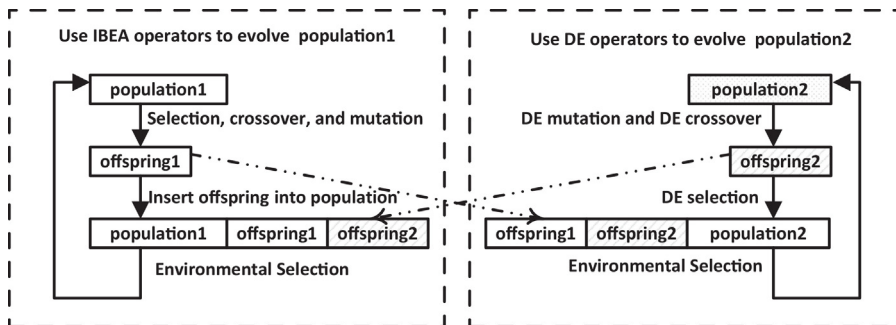 Use IBEA operators to evolve population1
population1
Selection, crossover, and mutation
offspring1
Insert offspring into population
population1 offspring1 offspring2
Environmental Selection
Use DE operators to evolve population2
population2
DE mutation and DE crossover
offspring2
DE selection
offspring1 offspring2 population2
Environmental Selection